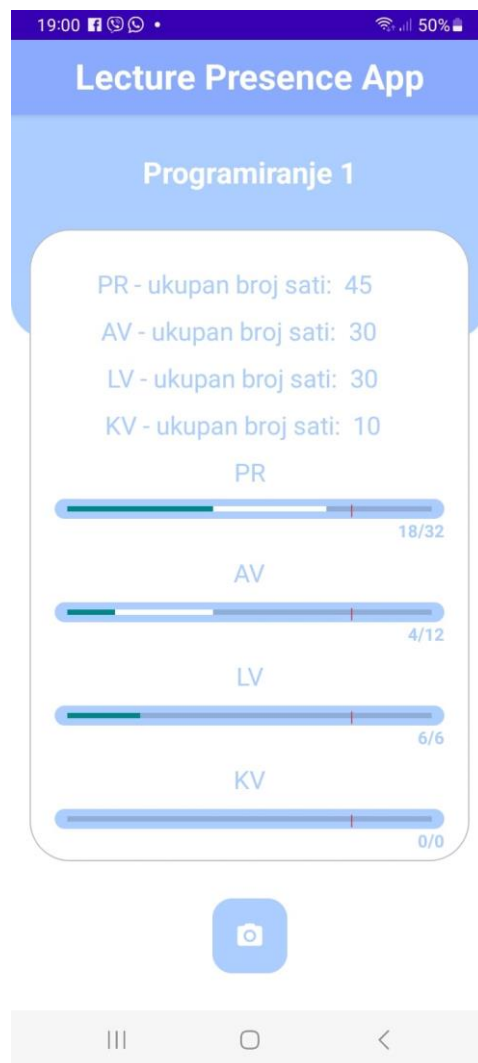 19:00
50%
Lecture Presence App
Programiranje 1
PR - ukupan broj sati: 45
AV - ukupan broj sati: 30
LV - ukupan broj sati: 30
KV - ukupan broj sati: 10
PR
18/32
AV
4/12
LV
6/6
KV
0/0